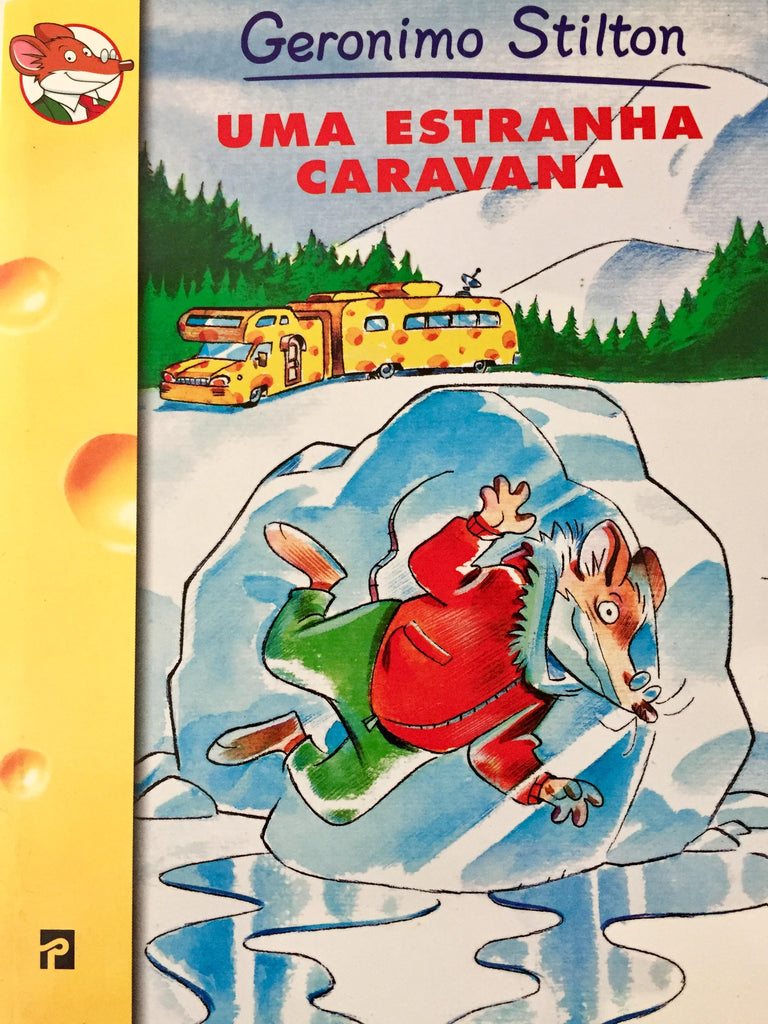 Geronimo Stilton
UMA ESTRANHA
CARAVANA
P